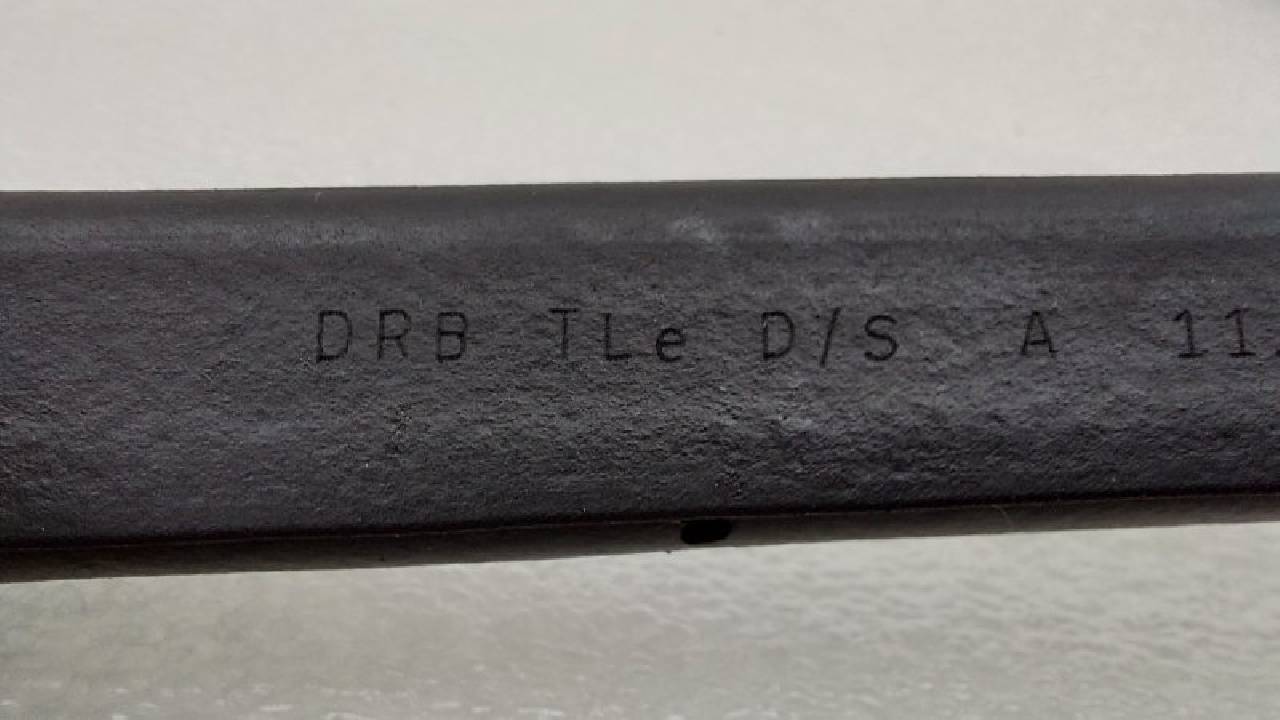 DRB TLe D/S A 11.